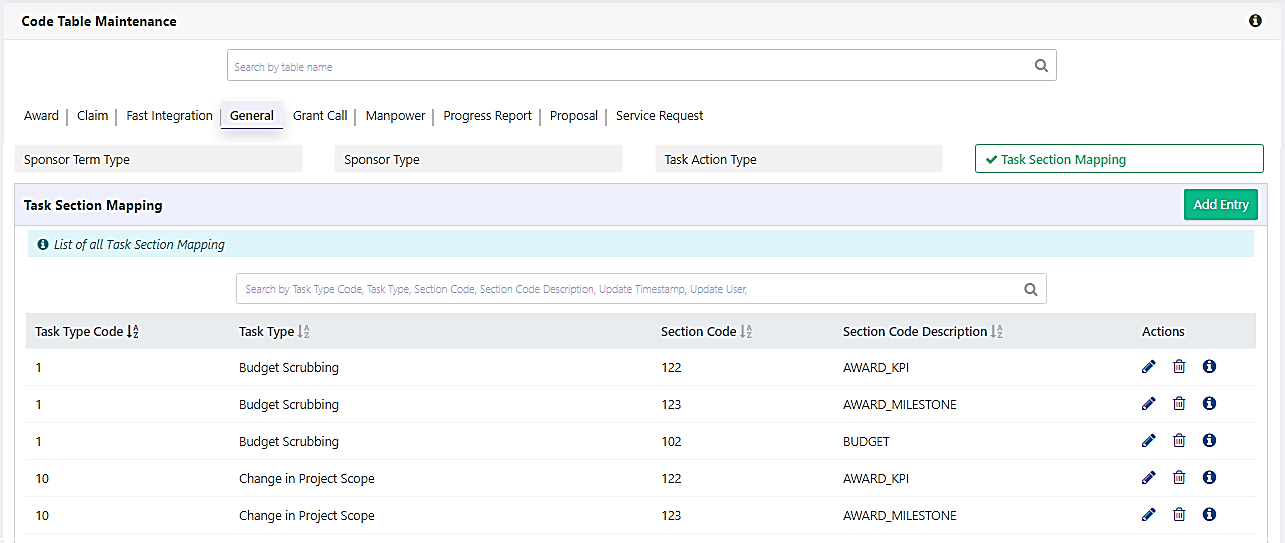 Code Table Maintenance
Search by table name
Award | Claim | Fast Integration | General Grant Call | Manpower | Progress Report | Proposal | Service Request
Sponsor Term Type Sponsor Type Task Action Type Task Section Mapping
Task Section Mapping Add Entry
List of all Task Section Mapping
Search by Task Type Code, Task Type, Section Code, Section Code Description, Update Timestamp, Update User,
Task Type Code Task Type Section Code Section Code Description Actions
1 Budget Scrubbing 122 AWARD_KPI
1 Budget Scrubbing 123 AWARD_MILESTONE
1 Budget Scrubbing 102 BUDGET
10 Change in Project Scope 122 AWARD_KPI
10 Change in Project Scope 123 AWARD_MILESTONE